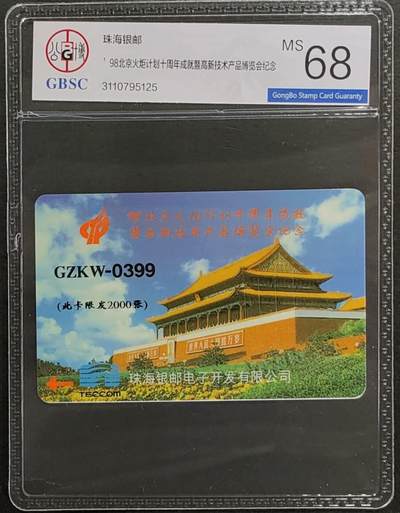 珠海银邮
'98北京火炬计划十周年成就暨高新技术产品博览会纪念
3110795125
MS 68
GBSC
GongBo Stamp Card Guaranty
GZKW-0399
(此卡限发2000张)
TECCOM
珠海银邮电子开发有限公司